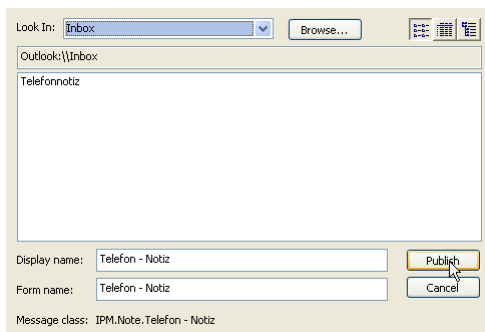 Look In: Inbox Browse...
Outlook:\\Inbox
Telefonnotiz
Display name: Telefon - Notiz Publish
Form name: Telefon - Notiz Cancel
Message class: IPM.Note.Telefon - Notiz